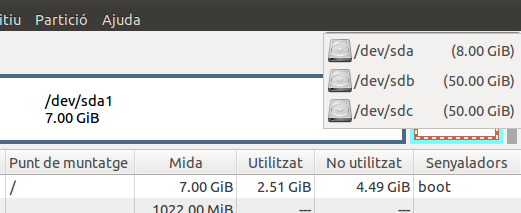 itiu Partició Ajuda
/dev/sda (8.00 GiB)
/dev/sdb (50.00 GiB)
/dev/sdc (50.00 GiB)
/dev/sda1
7.00 GiB
Punt de muntatge Mida Utilitzat No utilitzat Senyaladors
/ 7.00 GiB 2.51 GiB 4.49 GiB boot
1022.00 MiB --- ---